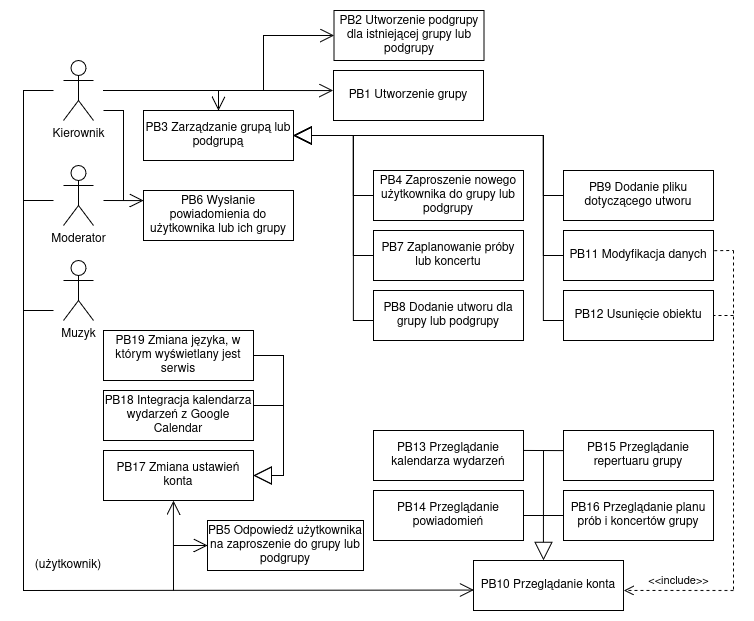 PB2 Utworzenie podgrupy
dla istniejącej grupy lub
podgrupy
PB1 Utworzenie grupy
Kierownik
PB3 Zarządzanie grupą lub
podgrupą
PB6 Wysłanie
powiadomienia do
użytkownika lub ich grupy
Moderator
PB4 Zaproszenie nowego
użytkownika do grupy lub
podgrupy
PB9 Dodanie pliku
dotyczącego utworu
PB7 Zaplanowanie próby
lub koncertu
PB11 Modyfikacja danych
PB8 Dodanie utworu dla
grupy lub podgrupy
PB12 Usunięcie obiektu
Muzyk
PB19 Zmiana języka, w
którym wyświetlany jest
serwis
PB18 Integracja kalendarza
wydarzeń z Google
Calendar
PB17 Zmiana ustawień
konta
PB13 Przeglądanie
kalendarza wydarzeń
PB15 Przeglądanie
repertuaru grupy
PB14 Przeglądanie
powiadomień
PB16 Przeglądanie planu
prób i koncertów grupy
PB5 Odpowiedź użytkownika
na zaproszenie do grupy lub
podgrupy
(użytkownik)
PB10 Przeglądanie konta
<<include>>